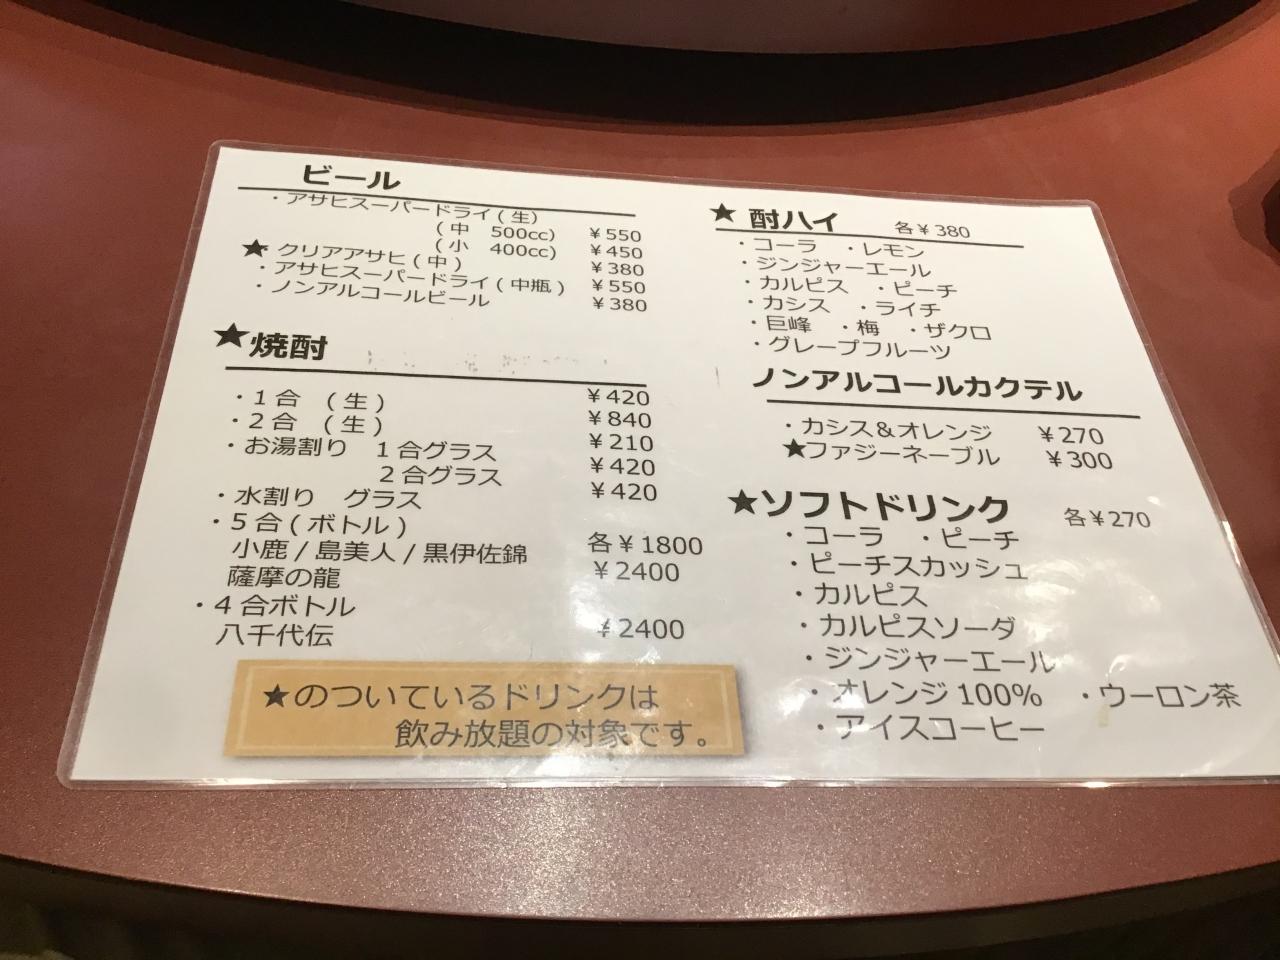 ビール
・アサヒスーパードライ(生)
(中 500cc) ¥550
(小 400cc) ¥450
★・クリアアサヒ(中) ¥380
・アサヒスーパードライ(中瓶) ¥550
・ノンアルコールビール ¥380
★焼酎
・1合 (生) ¥420
・2合 (生) ¥840
・お湯割り 1合グラス ¥210
2合グラス ¥420
・水割り グラス ¥420
・5合(ボトル)
小鹿/島美人/黒伊佐錦 各¥1800
薩摩の龍 ¥2400
・4合ボトル
八千代伝 ¥2400
★のついているドリンクは
飲み放題の対象です。
★ 酎ハイ 各¥380
・コーラ ・レモン
・ジンジャーエール
・カルピス ・ピーチ
・カシス ・ライチ
・巨峰 ・梅 ・ザクロ
・グレープフルーツ
ノンアルコールカクテル
・カシス&オレンジ ¥270
★ファジーネーブル ¥300
★ソフトドリンク 各¥270
・コーラ ・ピーチ
・ピーチスカッシュ
・カルピス
・カルピスソーダ
・ジンジャーエール
・オレンジ100% ・ウーロン茶
・アイスコーヒー